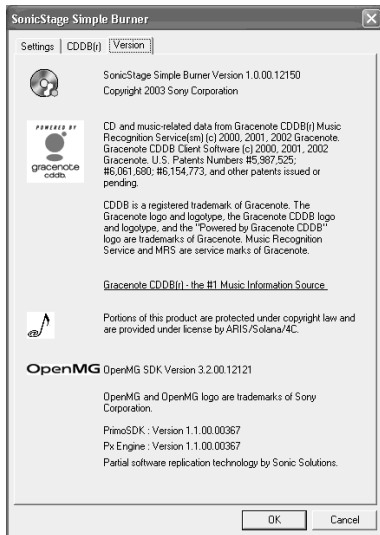 SonicStage Simple Burner
Settings
CDDB(r)
Version
SonicStage Simple Burner Version 1.0.00.12150
Copyright 2003 Sony Corporation
POWERED BY
gracenote
cddb.
CD and music-related data from Gracenote CDDB(r) Music
Recognition Service(sm) (c) 2000, 2001, 2002 Gracenote.
Gracenote CDDB Client Software (c) 2000, 2001, 2002
Gracenote. U.S. Patents Numbers #5,987,525;
#6,061,680; #6,154,773, and other patents issued or
pending.
CDDB is a registered trademark of Gracenote. The
Gracenote logo and logotype, the Gracenote CDDB logo
and logotype, and the "Powered by Gracenote CDDB"
logo are trademarks of Gracenote. Music Recognition
Service and MRS are service marks of Gracenote.
Gracenote CDDB(r) - the #1 Music Information Source
Portions of this product are protected under copyright law and
are provided under license by ARIS/Solana/4C.
OpenMG OpenMG SDK Version 3.2.00.12121
OpenMG and OpenMG logo are trademarks of Sony
Corporation.
PrimoSDK : Version 1.1.00.00367
Px Engine : Version 1.1.00.00367
Partial software replication technology by Sonic Solutions.
OK
Cancel